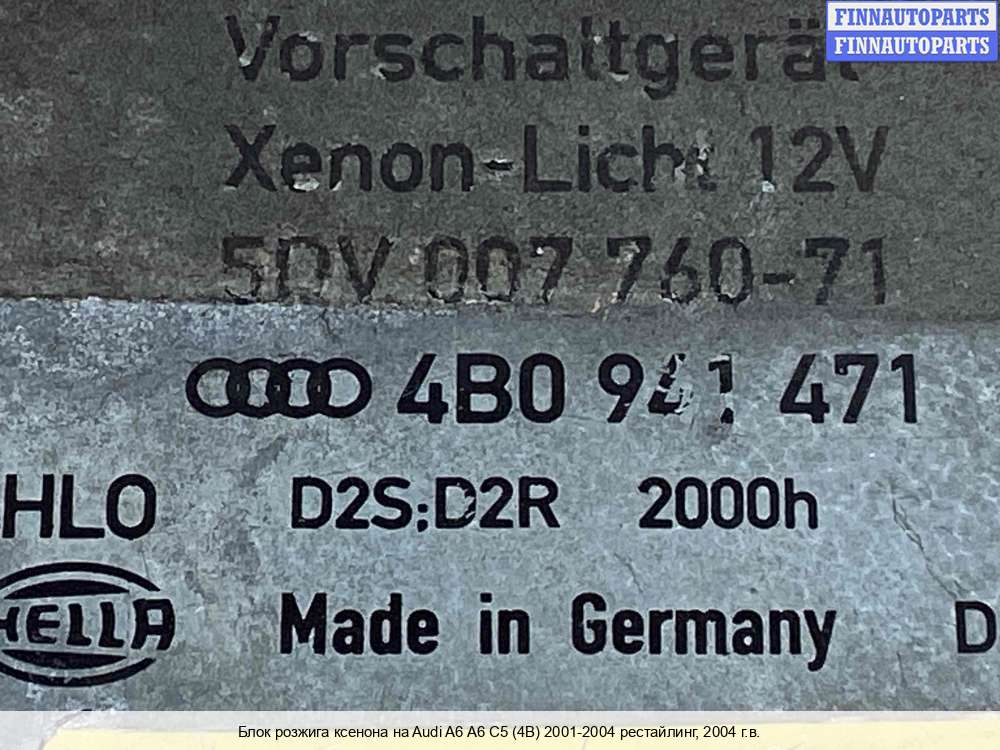 FINNAUTOPARTS
FINNAUTOPARTS
Vorschaltgerät
Xenon-Licht 12V
5DV 007 760-71
4B0 941 471
HLO D2S;D2R 2000h
HELLA Made in Germany D
Блок розжига ксенона на Audi A6 A6 C5 (4B) 2001-2004 рестайлинг, 2004 г.в.